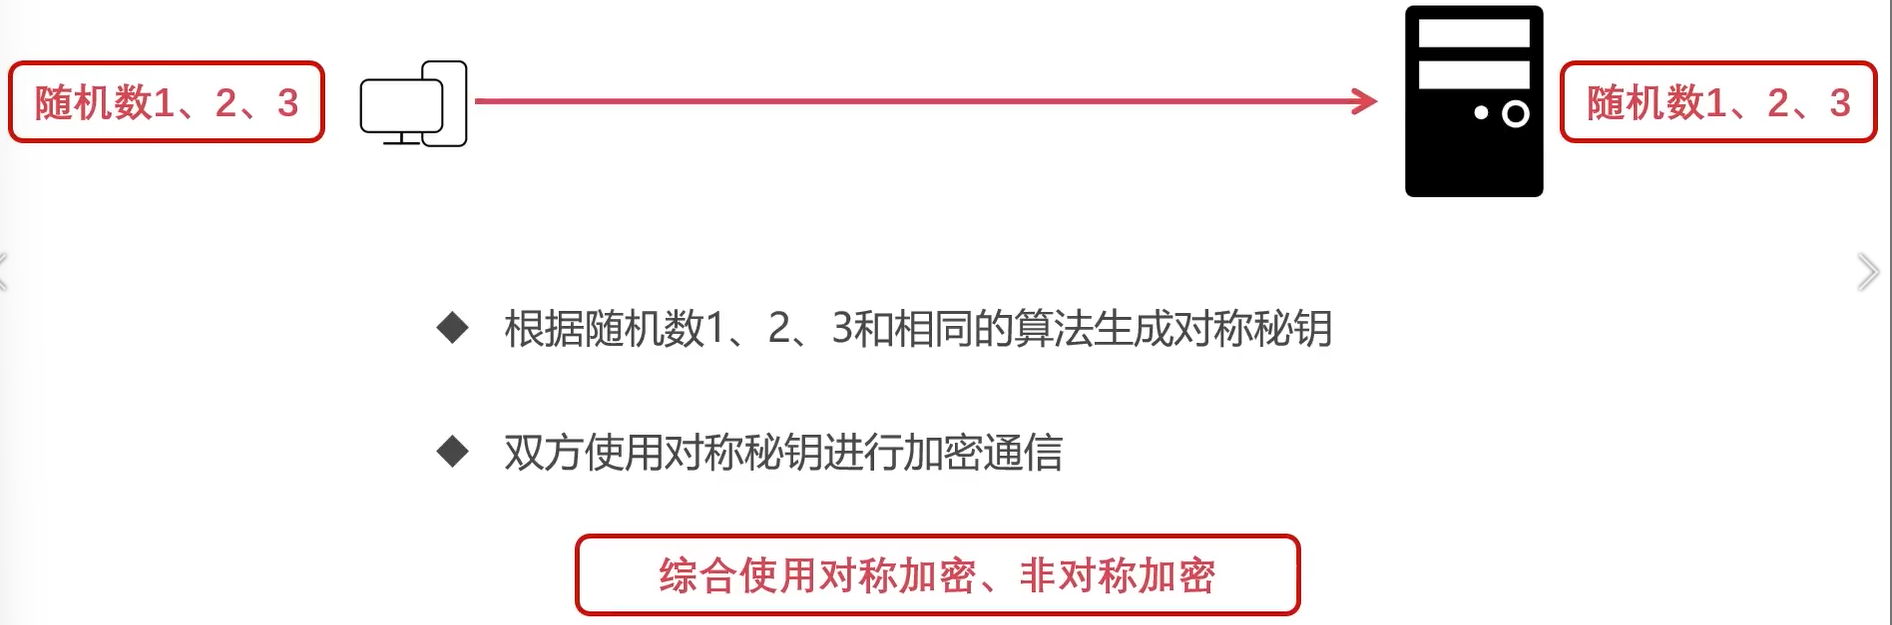 随机数1、2、3
随机数1、2、3
根据随机数1、2、3和相同的算法生成对称秘钥
双方使用对称秘钥进行加密通信
综合使用对称加密、非对称加密